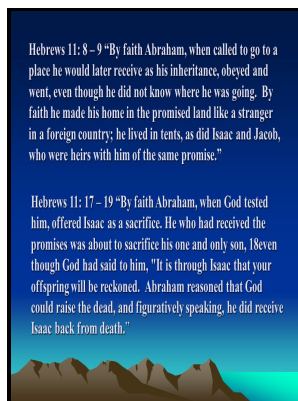 Hebrews 11: 8 – 9 “By faith Abraham, when called to go to a
place he would later receive as his inheritance, obeyed and
went, even though he did not know where he was going. By
faith he made his home in the promised land like a stranger
in a foreign country; he lived in tents, as did Isaac and Jacob,
who were heirs with him of the same promise.”
Hebrews 11: 17 – 19 “By faith Abraham, when God tested
him, offered Isaac as a sacrifice. He who had received the
promises was about to sacrifice his one and only son, 18even
though God had said to him, "It is through Isaac that your
offspring will be reckoned. Abraham reasoned that God
could raise the dead, and figuratively speaking, he did receive
Isaac back from death.”